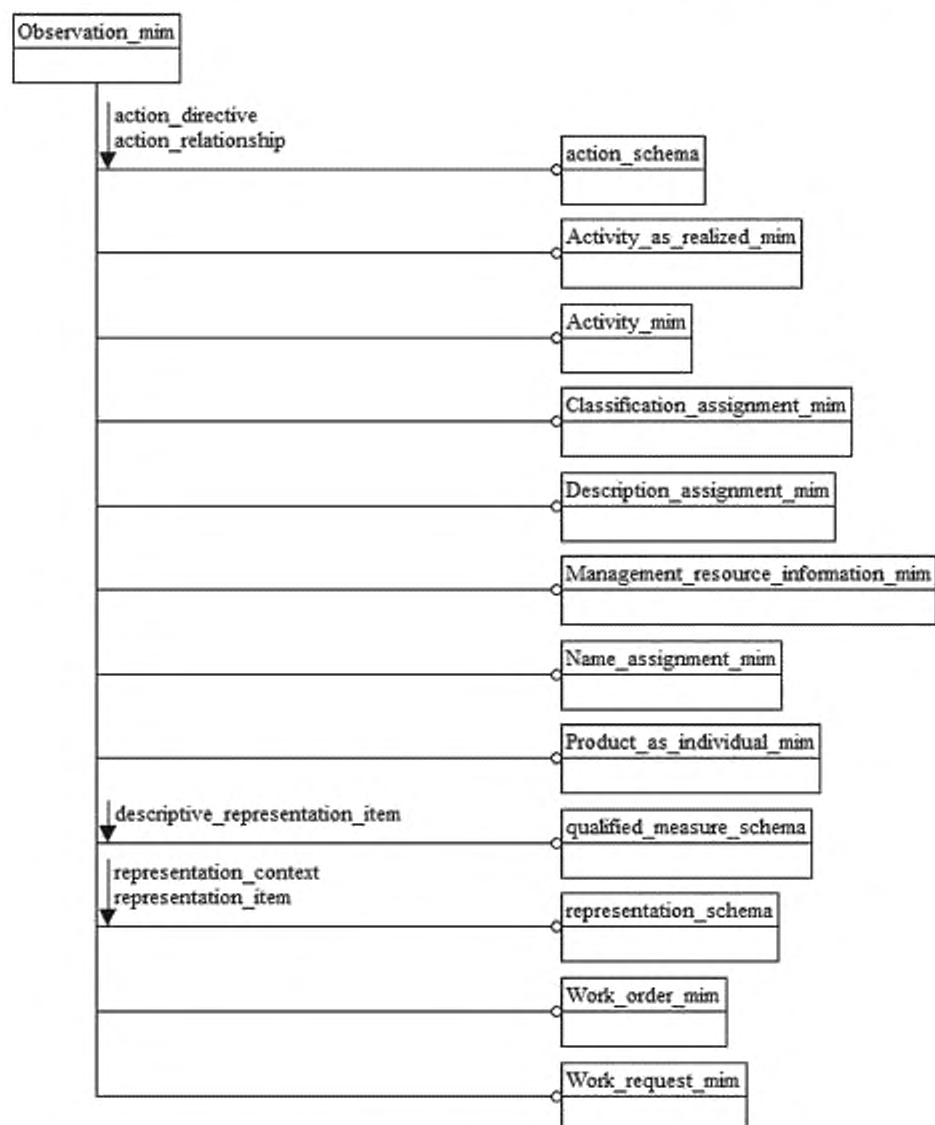 Observation_mim
action_directive
action_relationship
action_schema
Activity_as_realized_mim
Activity_mim
Classification_assignment_mim
Description_assignment_mim
Management_resource_information_mim
Name_assignment_mim
Product_as_individual_mim
descriptive_representation_item
qualified_measure_schema
representation_context
representation_item
representation_schema
Work_order_mim
Work_request_mim